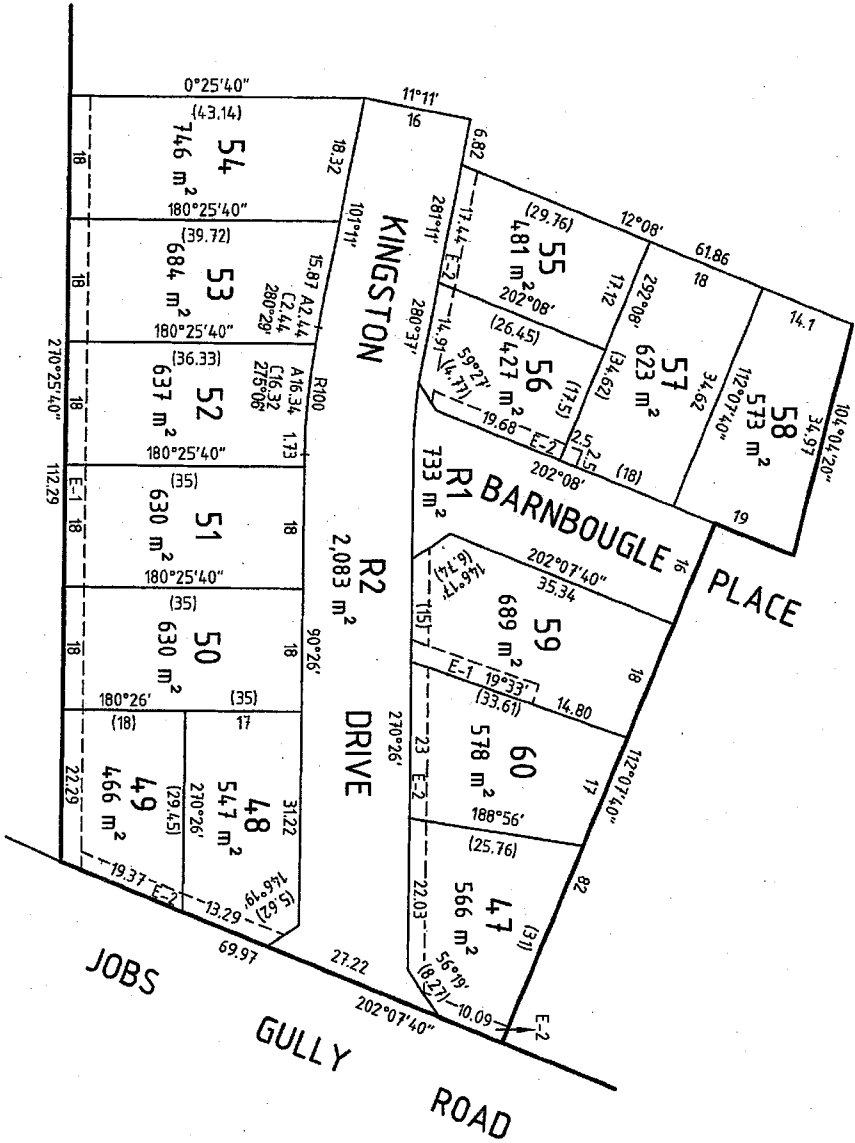 0°25'40"
(43.14)
54
746 m²
18
18.32
180°25'40"
(39.72)
53
684 m²
18
15.87
A2.44
C2.44
280°29'
180°25'40"
(36.33)
52
637 m²
18
R100
A16.34
C16.32
275°06'
1.73
180°25'40"
(35)
51
630 m²
18
18
E-1
180°25'40"
(35)
50
630 m²
18
18
180°26'
(35)
(18)
17
49
466 m²
22.29
(29.45)
270°26'
48
547 m²
31.22
146°19'
(5.62)
19.37
E-2
13.29
270°25'40"
112.29
11°11'
16
6.82
101°11'
281°11'
280°37'
KINGSTON
DRIVE
R2
2,083 m²
90°26'
270°26'
R1
733 m²
BARNBOUGLE
PLACE
16
17.44
E-2
(29.76)
55
481 m²
202°08'
17.12
12°08'
61.86
14.91
(26.45)
56
427 m²
59°27'
(4.77)
(17.5)
19.68
E-2
2.5
2.5
18
292°08'
57
623 m²
(34.62)
34.62
(18)
202°08'
14.1
58
573 m²
112°07'40"
104°04'20"
34.97
19
202°07'40"
35.34
146°17'
(6.74)
59
689 m²
(15)
18
E-1
19°33'
(33.61)
14.80
60
578 m²
23
E-2
17
112°07'40"
188°56'
(25.76)
47
566 m²
22.03
(31)
82
56°19'
(8.27)
10.09
E-2
69.97
27.22
202°07'40"
JOBS
GULLY
ROAD